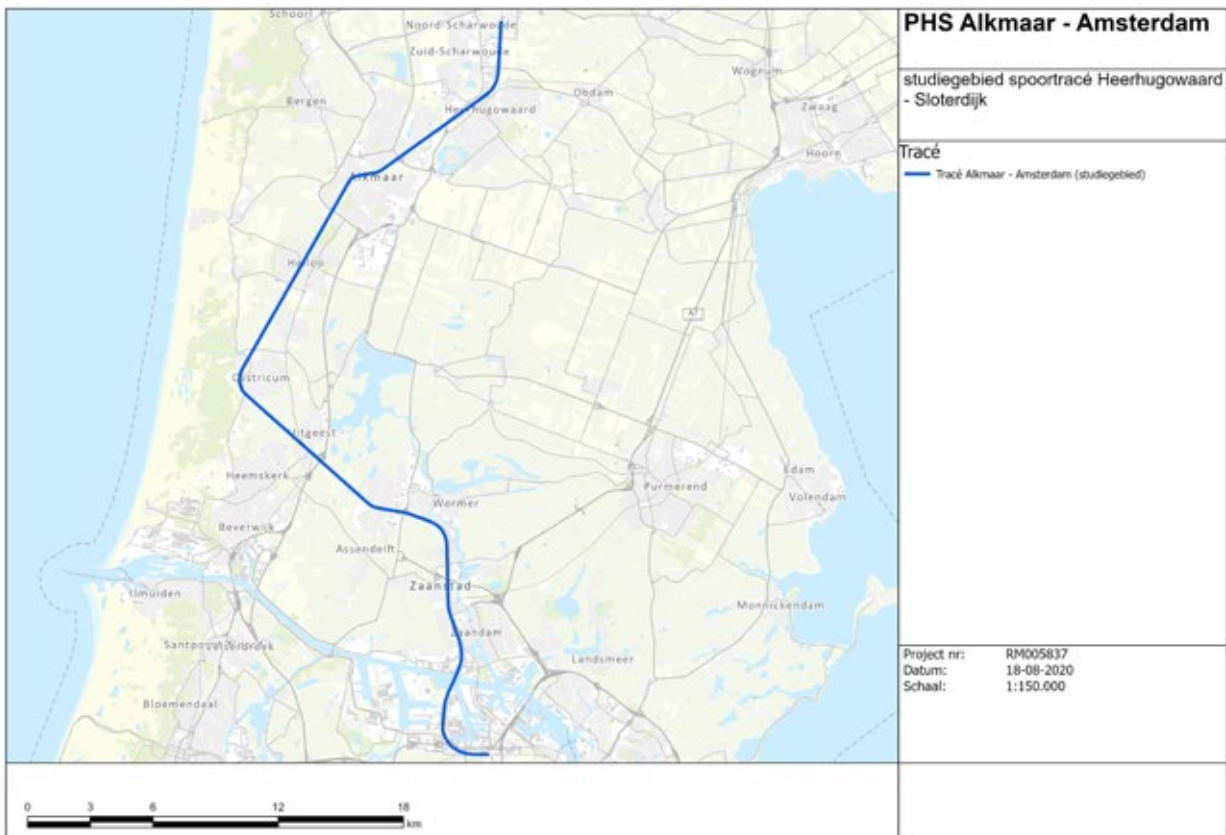 PHS Alkmaar - Amsterdam
studiegebied spoortracé Heerhugowaard
- Sloterdijk
Tracé
Tracé Alkmaar - Amsterdam (studiegebied)
Project nr: RM005837
Datum: 18-08-2020
Schaal: 1:150.000
Schoorl
Noord-Scharwoude
Zuid-Scharwoude
Wognum
Bergen
Heerhugowaard
Obdam
Zwaag
Hoorn
Alkmaar
Heiloo
A7
Castricum
Uitgeest
Heemskerk
Purmerend
Edam
Volendam
Wormer
Beverwijk
Assendelft
Zaanstad
IJmuiden
Monnickendam
Zaandam
Landsmeer
Bloemendaal
0 3 6 12 18
km